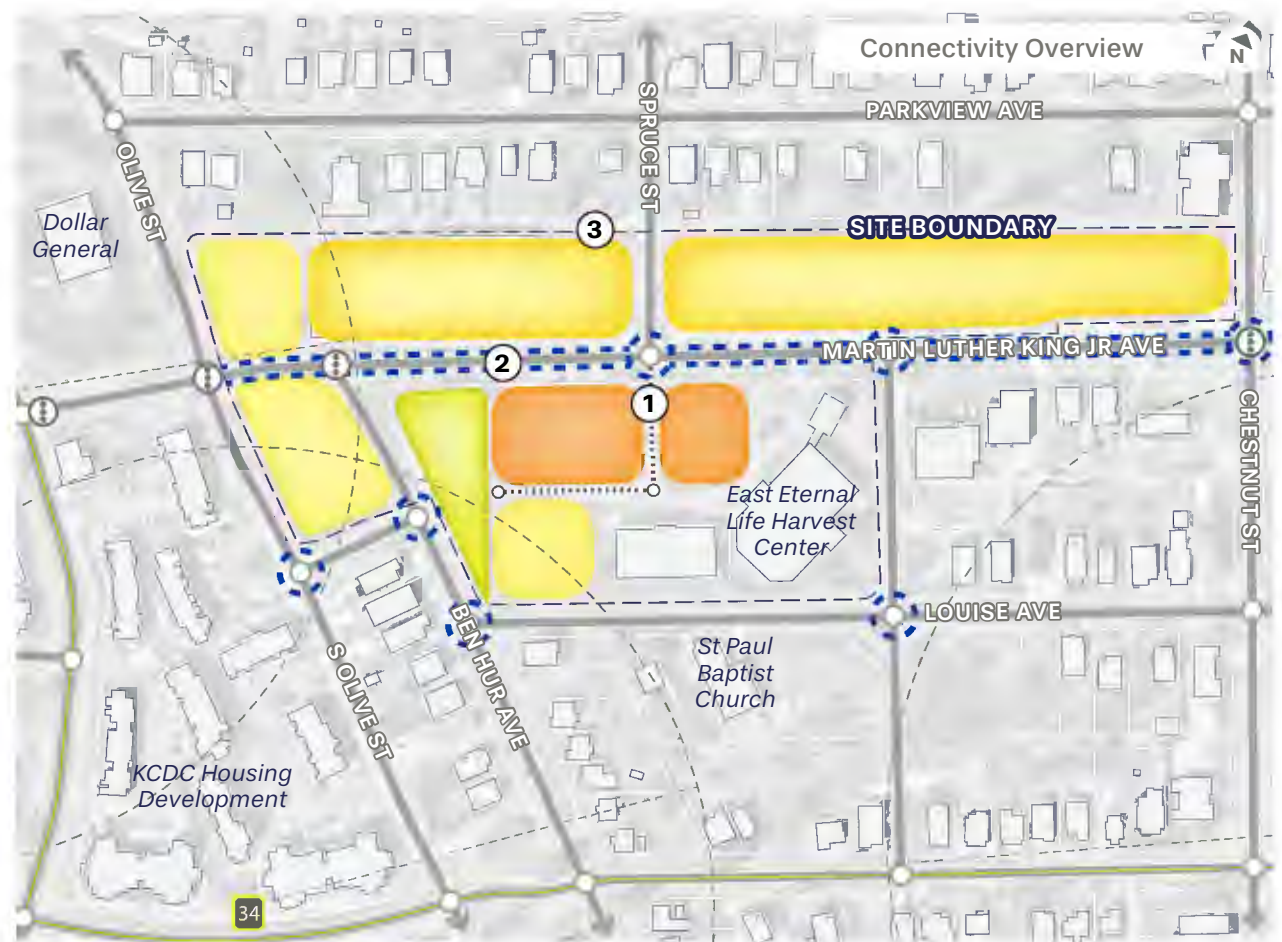 Connectivity Overview
N
PARKVIEW AVE
SPRUCE ST
OLIVE ST
Dollar
General
3
SITE BOUNDARY
2
MARTIN LUTHER KING JR AVE
1
CHESTNUT ST
East Eternal
Life Harvest
Center
LOUISE AVE
BEN HUR AVE
St Paul
Baptist
Church
S OLIVE ST
KCDC Housing
Development
34